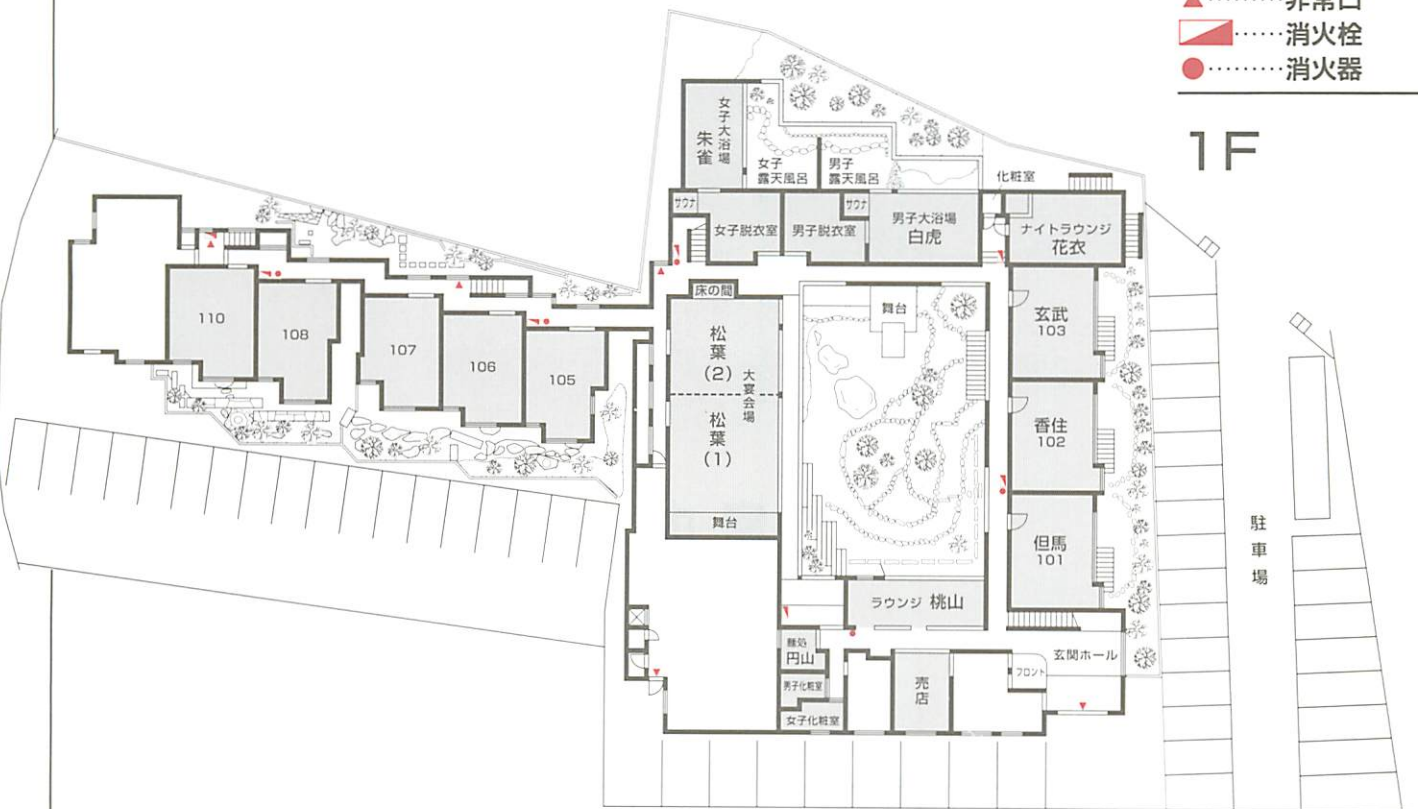 ▲………非常口
……消火栓
●………消火器
1F
女子大浴場
朱雀
女子
露天風呂
男子
露天風呂
化粧室
サウナ
女子脱衣室
男子脱衣室
サウナ
男子大浴場
白虎
ナイトラウンジ
花衣
床の間
松葉
(2)
大宴会場
松葉
(1)
舞台
舞台
玄武
103
香住
102
但馬
101
110
108
107
106
105
駐車場
ラウンジ 桃山
麺処
円山
男子化粧室
女子化粧室
売店
フロント
玄関ホール